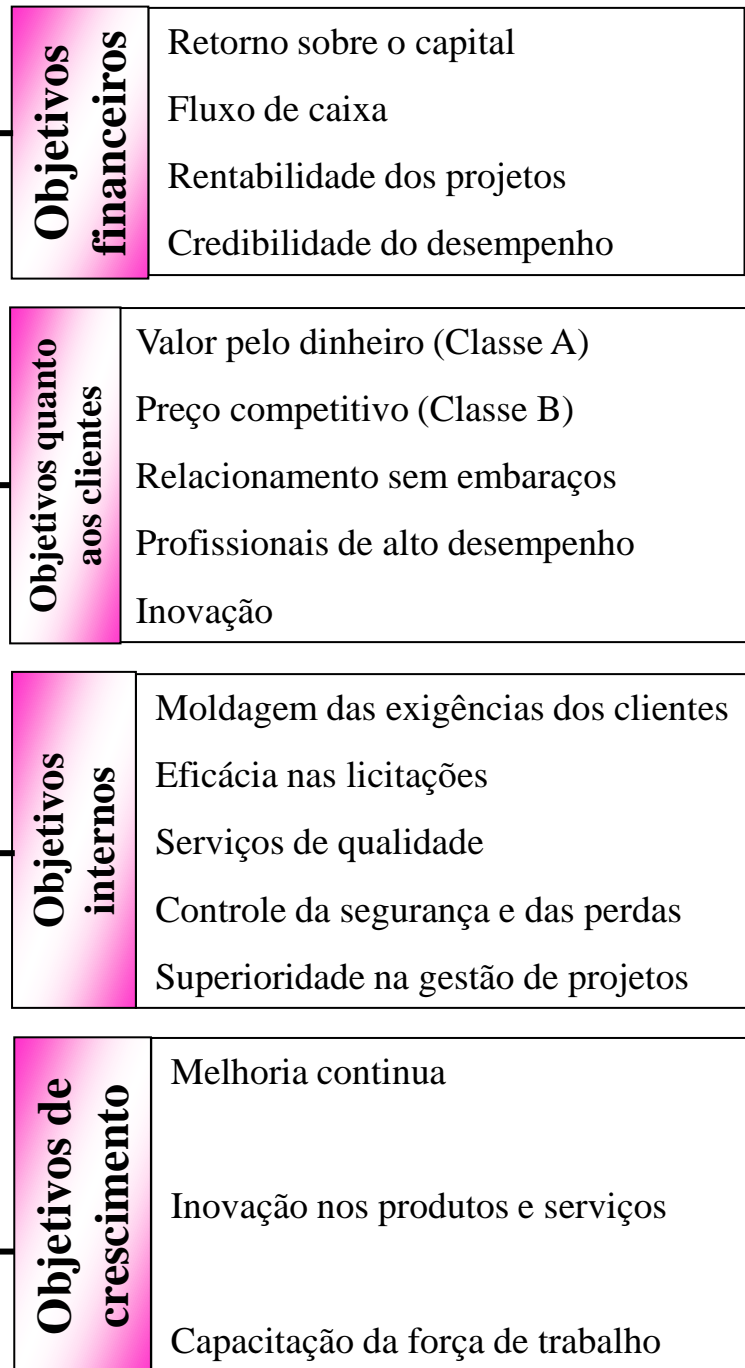 Objetivos
financeiros
Retorno sobre o capital
Fluxo de caixa
Rentabilidade dos projetos
Credibilidade do desempenho
Objetivos quanto
aos clientes
Valor pelo dinheiro (Classe A)
Preço competitivo (Classe B)
Relacionamento sem embaraços
Profissionais de alto desempenho
Inovação
Objetivos
internos
Moldagem das exigências dos clientes
Eficácia nas licitações
Serviços de qualidade
Controle da segurança e das perdas
Superioridade na gestão de projetos
Objetivos de
crescimento
Melhoria continua
Inovação nos produtos e serviços
Capacitação da força de trabalho